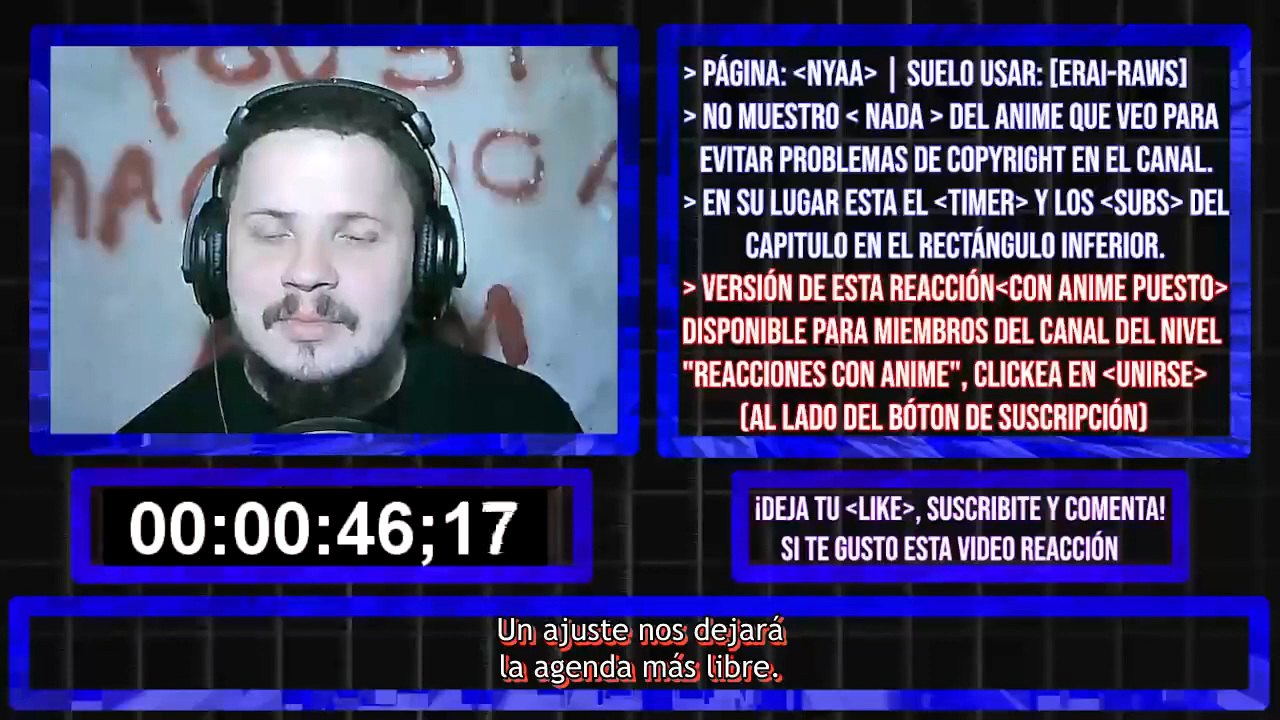 > PÁGINA: <NYAA> | SUELO USAR: [ERAI-RAWS]
> NO MUESTRO < NADA > DEL ANIME QUE VEO PARA
EVITAR PROBLEMAS DE COPYRIGHT EN EL CANAL.
> EN SU LUGAR ESTA EL <TIMER> Y LOS <SUBS> DEL
CAPITULO EN EL RECTÁNGULO INFERIOR.
> VERSIÓN DE ESTA REACCIÓN<CON ANIME PUESTO>
DISPONIBLE PARA MIEMBROS DEL CANAL DEL NIVEL
"REACCIONES CON ANIME", CLICKEA EN <UNIRSE>
(AL LADO DEL BÓTON DE SUSCRIPCIÓN)
00:00:46;17
¡DEJA TU <LIKE>, SUSCRIBITE Y COMENTA!
SI TE GUSTO ESTA VIDEO REACCIÓN
Un ajuste nos dejará
la agenda más libre.